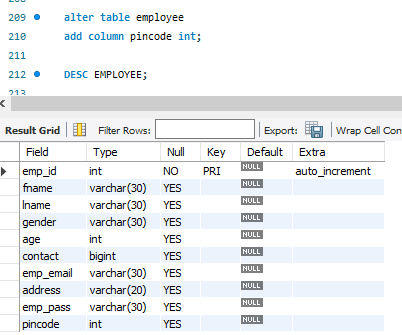 208
209 alter table employee
210 add column pincode int;
211
212 DESC EMPLOYEE;
213
Result Grid Filter Rows: Export: Wrap Cell Con
Field Type Null Key Default Extra
emp_id int NO PRI NULL auto_increment
fname varchar(30) YES NULL
lname varchar(30) YES NULL
gender varchar(30) YES NULL
age int YES NULL
contact bigint YES NULL
emp_email varchar(30) YES NULL
address varchar(20) YES NULL
emp_pass varchar(30) YES NULL
pincode int YES NULL